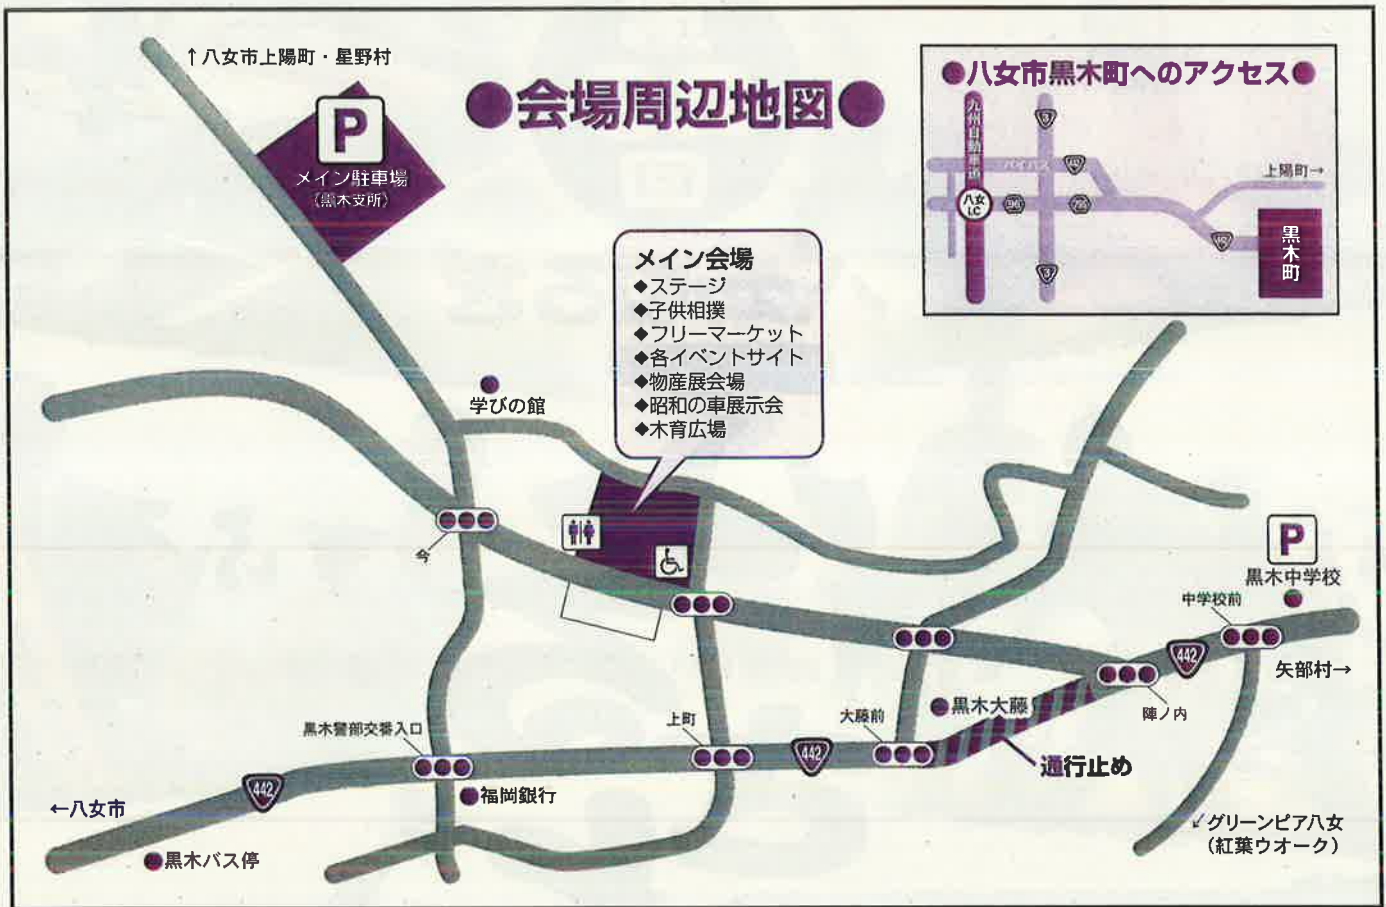 ↑八女市上陽町・星野村
●会場周辺地図●
P
メイン駐車場
(黒木支所)
●八女市黒木町へのアクセス●
九州自動車道
3
バイパス
442
上陽町→
八女
I.C
96
795
442
黒木町
3
メイン会場
◆ステージ
◆子供相撲
◆フリーマーケット
◆各イベントサイト
◆物産展会場
◆昭和の車展示会
◆木育広場
学びの館
今
P
黒木中学校
中学校前
442
矢部村→
陣ノ内
黒木大藤
大藤前
上町
442
通行止め
黒木警部交番入口
442
←八女市
福岡銀行
黒木バス停
↙グリーンピア八女
(紅葉ウオーク)